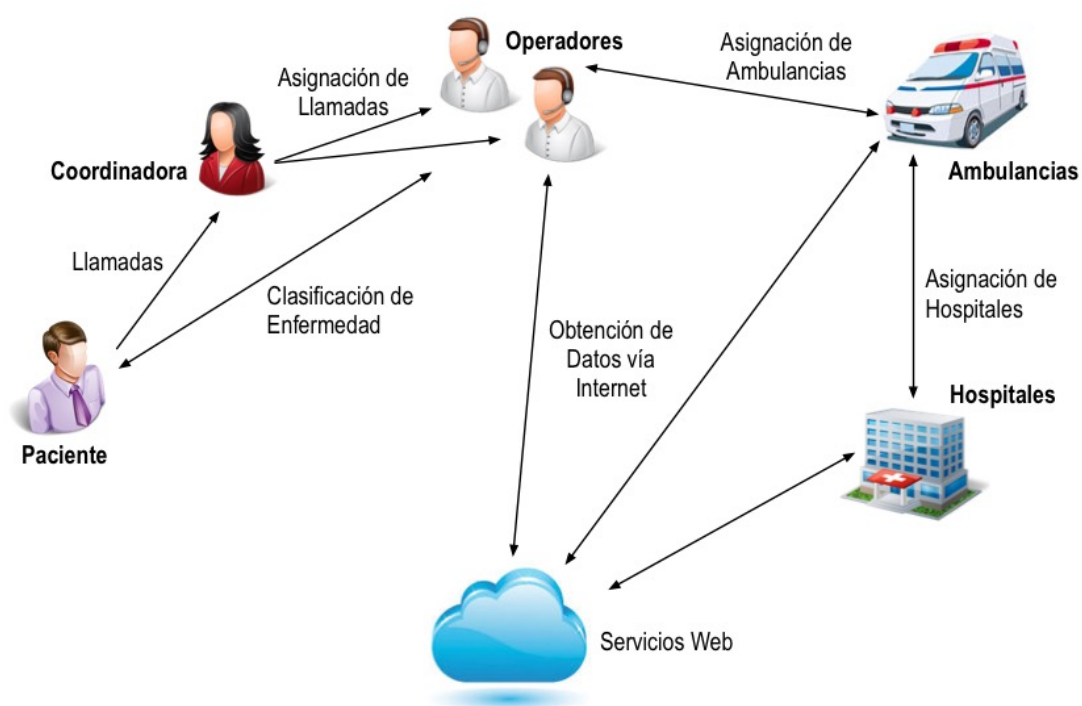 Operadores
Asignación de
Ambulancias
Asignación de
Llamadas
Coordinadora
Ambulancias
Llamadas
Clasificación de
Enfermedad
Asignación de
Hospitales
Obtención de
Datos vía
Internet
Hospitales
Paciente
Servicios Web